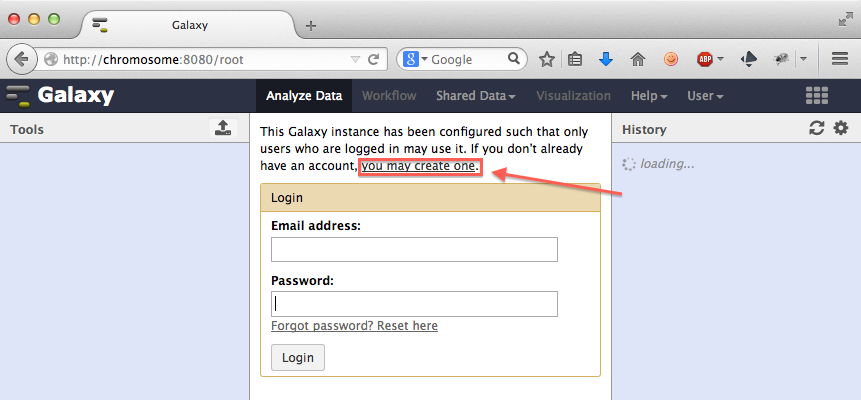 Galaxy
http://chromosome:8080/root
Google
ABP
Galaxy
Analyze Data
Workflow
Shared Data
Visualization
Help
User
Tools
This Galaxy instance has been configured such that only
users who are logged in may use it. If you don't already
have an account, you may create one.
Login
Email address:
Password:
Forgot password? Reset here
Login
History
loading...